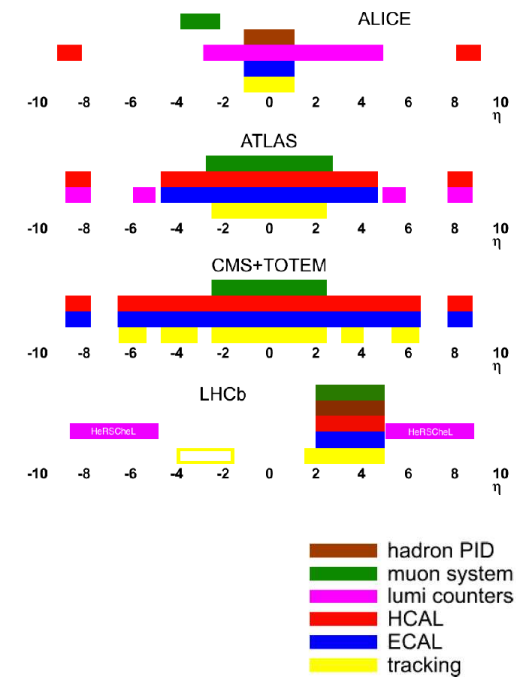 ALICE
-10 -8 -6 -4 -2 0 2 4 6 8 10
η
ATLAS
-10 -8 -6 -4 -2 0 2 4 6 8 10
η
CMS+TOTEM
-10 -8 -6 -4 -2 0 2 4 6 8 10
η
LHCb
HeRSCheL HeRSCheL
-10 -8 -6 -4 -2 0 2 4 6 8 10
η
hadron PID
muon system
lumi counters
HCAL
ECAL
tracking